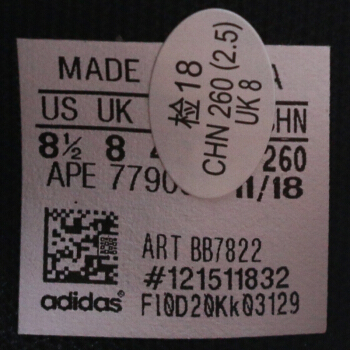 MADE A
US UK CHN
8½ 8 260
APE 7790 11/18
ART BB7822
#121511832
adidas F10D20Kk03129
检18
CHN 260 (2.5)
UK 8